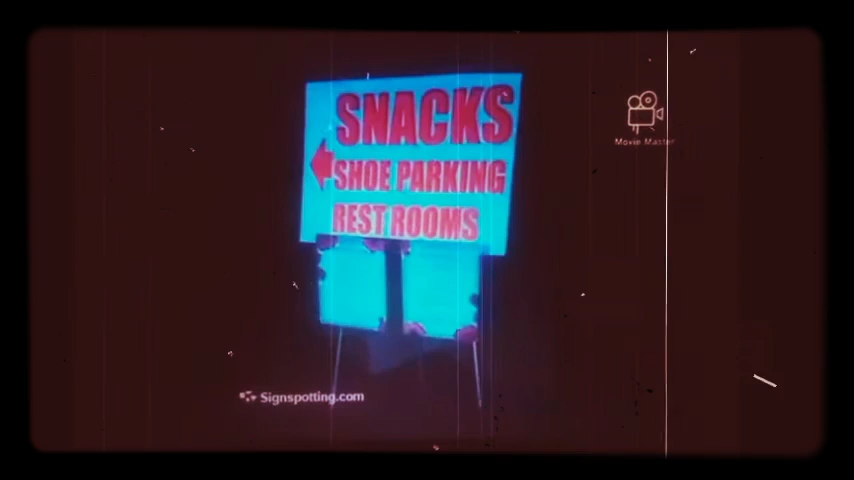 SNACKS
SHOE PARKING
REST ROOMS
Movie Master
Signspotting.com